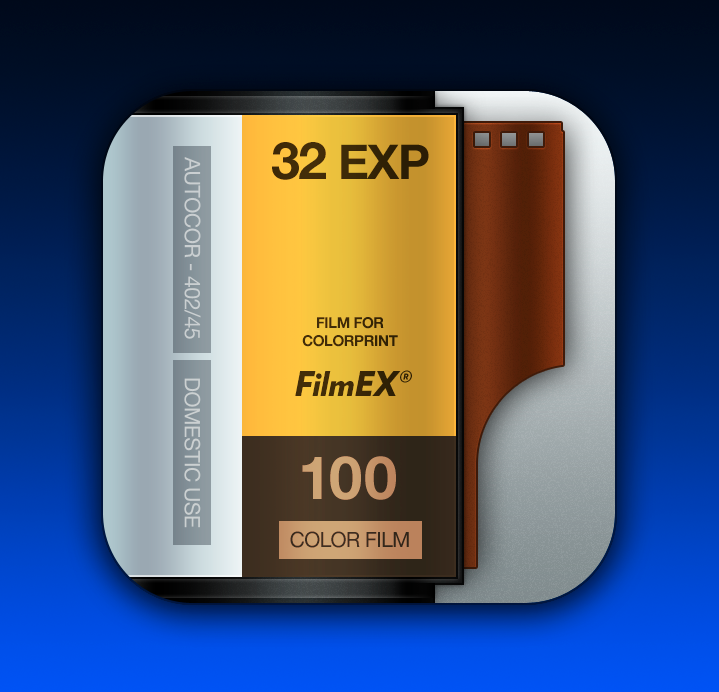 AUTOCOR - 402/45
DOMESTIC USE
32 EXP
FILM FOR
COLORPRINT
FilmEX®
100
COLOR FILM